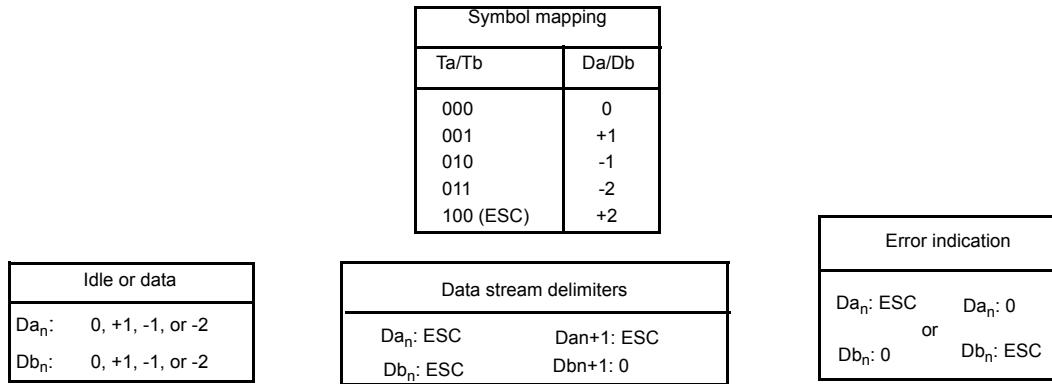 Symbol mapping
Ta/Tb Da/Db
000 0
001 +1
010 -1
011 -2
100 (ESC) +2
Idle or data
Daₙ: 0, +1, -1, or -2
Dbₙ: 0, +1, -1, or -2
Data stream delimiters
Daₙ: ESC Dan+1: ESC
Dbₙ: ESC Dbn+1: 0
Error indication
Daₙ: ESC Daₙ: 0
or
Dbₙ: 0 Dbₙ: ESC